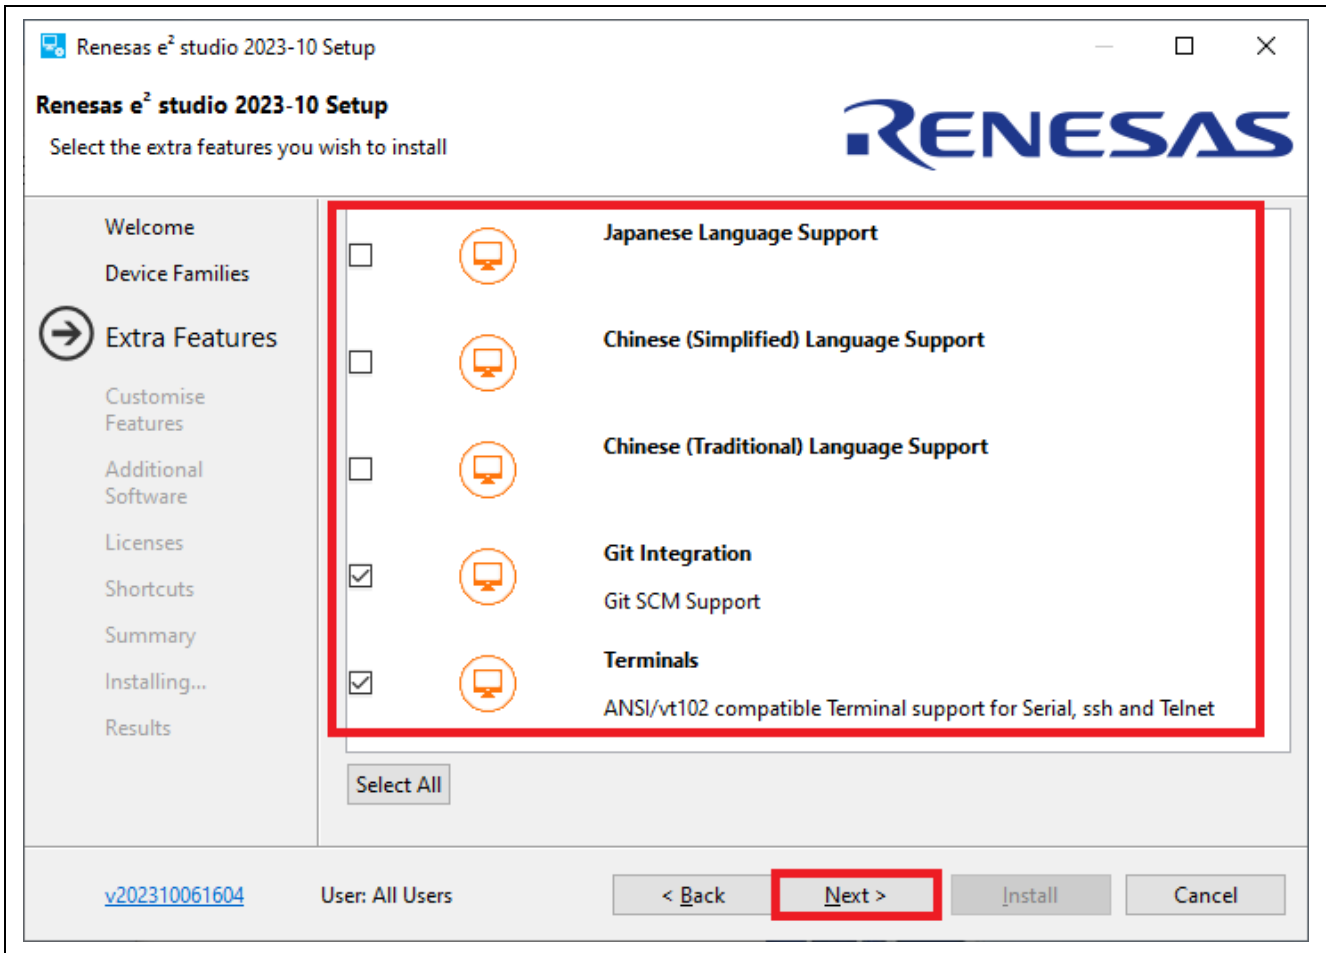 Renesas e² studio 2023-10 Setup
Renesas e² studio 2023-10 Setup
Select the extra features you wish to install
RENESAS
Welcome
Device Families
Extra Features
Customise
Features
Additional
Software
Licenses
Shortcuts
Summary
Installing...
Results
Japanese Language Support
Chinese (Simplified) Language Support
Chinese (Traditional) Language Support
Git Integration
Git SCM Support
Terminals
ANSI/vt102 compatible Terminal support for Serial, ssh and Telnet
Select All
v202310061604
User: All Users
< Back
Next >
Install
Cancel